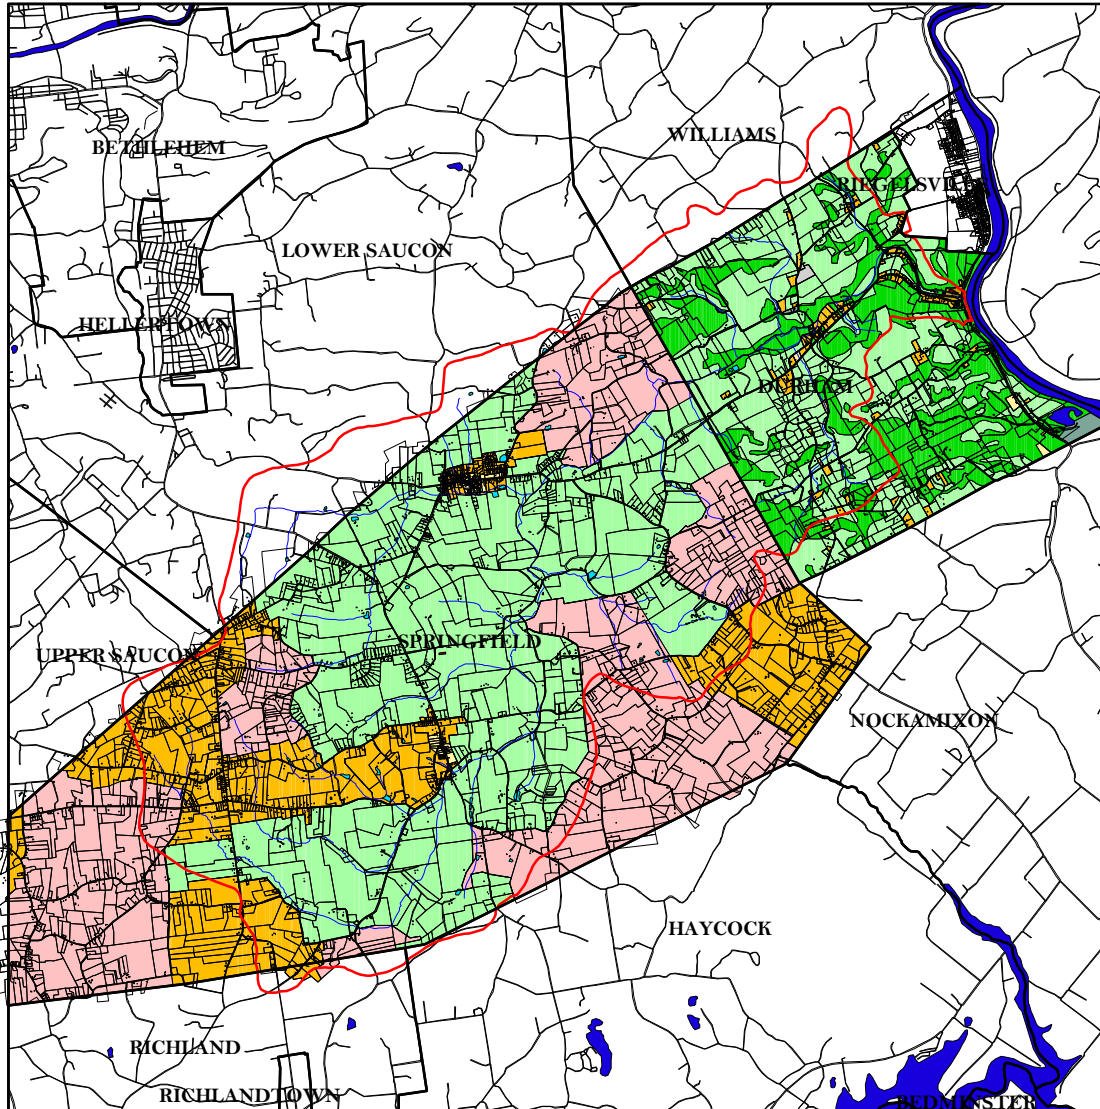 WILLIAMS
BETHLEHEM
RIEGELSVILLE
LOWER SAUCON
HELLERTOWN
DURHAM
SPRINGFIELD
UPPER SAUCON
NOCKAMIXON
HAYCOCK
RICHLAND
RICHLANDTOWN
BEDMINSTER